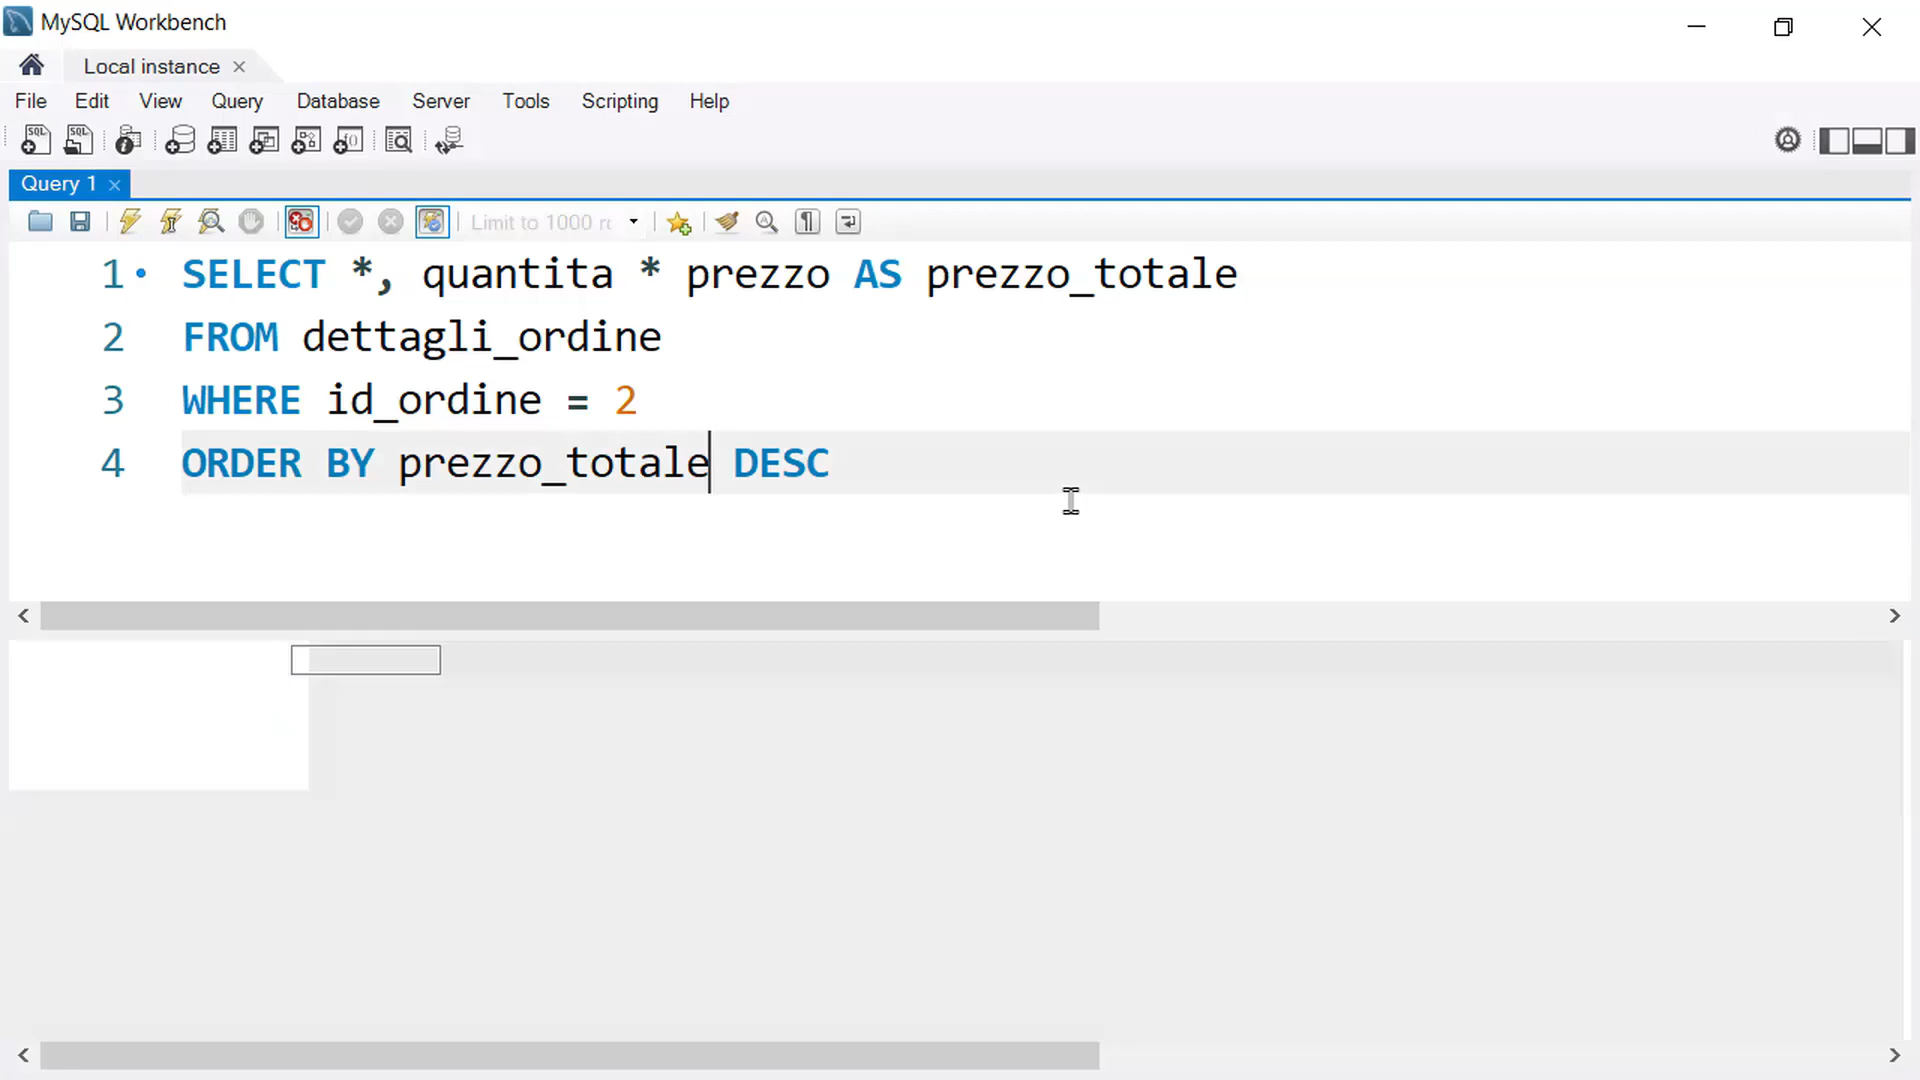 MySQL Workbench
Local instance
File Edit View Query Database Server Tools Scripting Help
Query 1
Limit to 1000 r
1 SELECT *, quantita * prezzo AS prezzo_totale
2 FROM dettagli_ordine
3 WHERE id_ordine = 2
4 ORDER BY prezzo_totale DESC